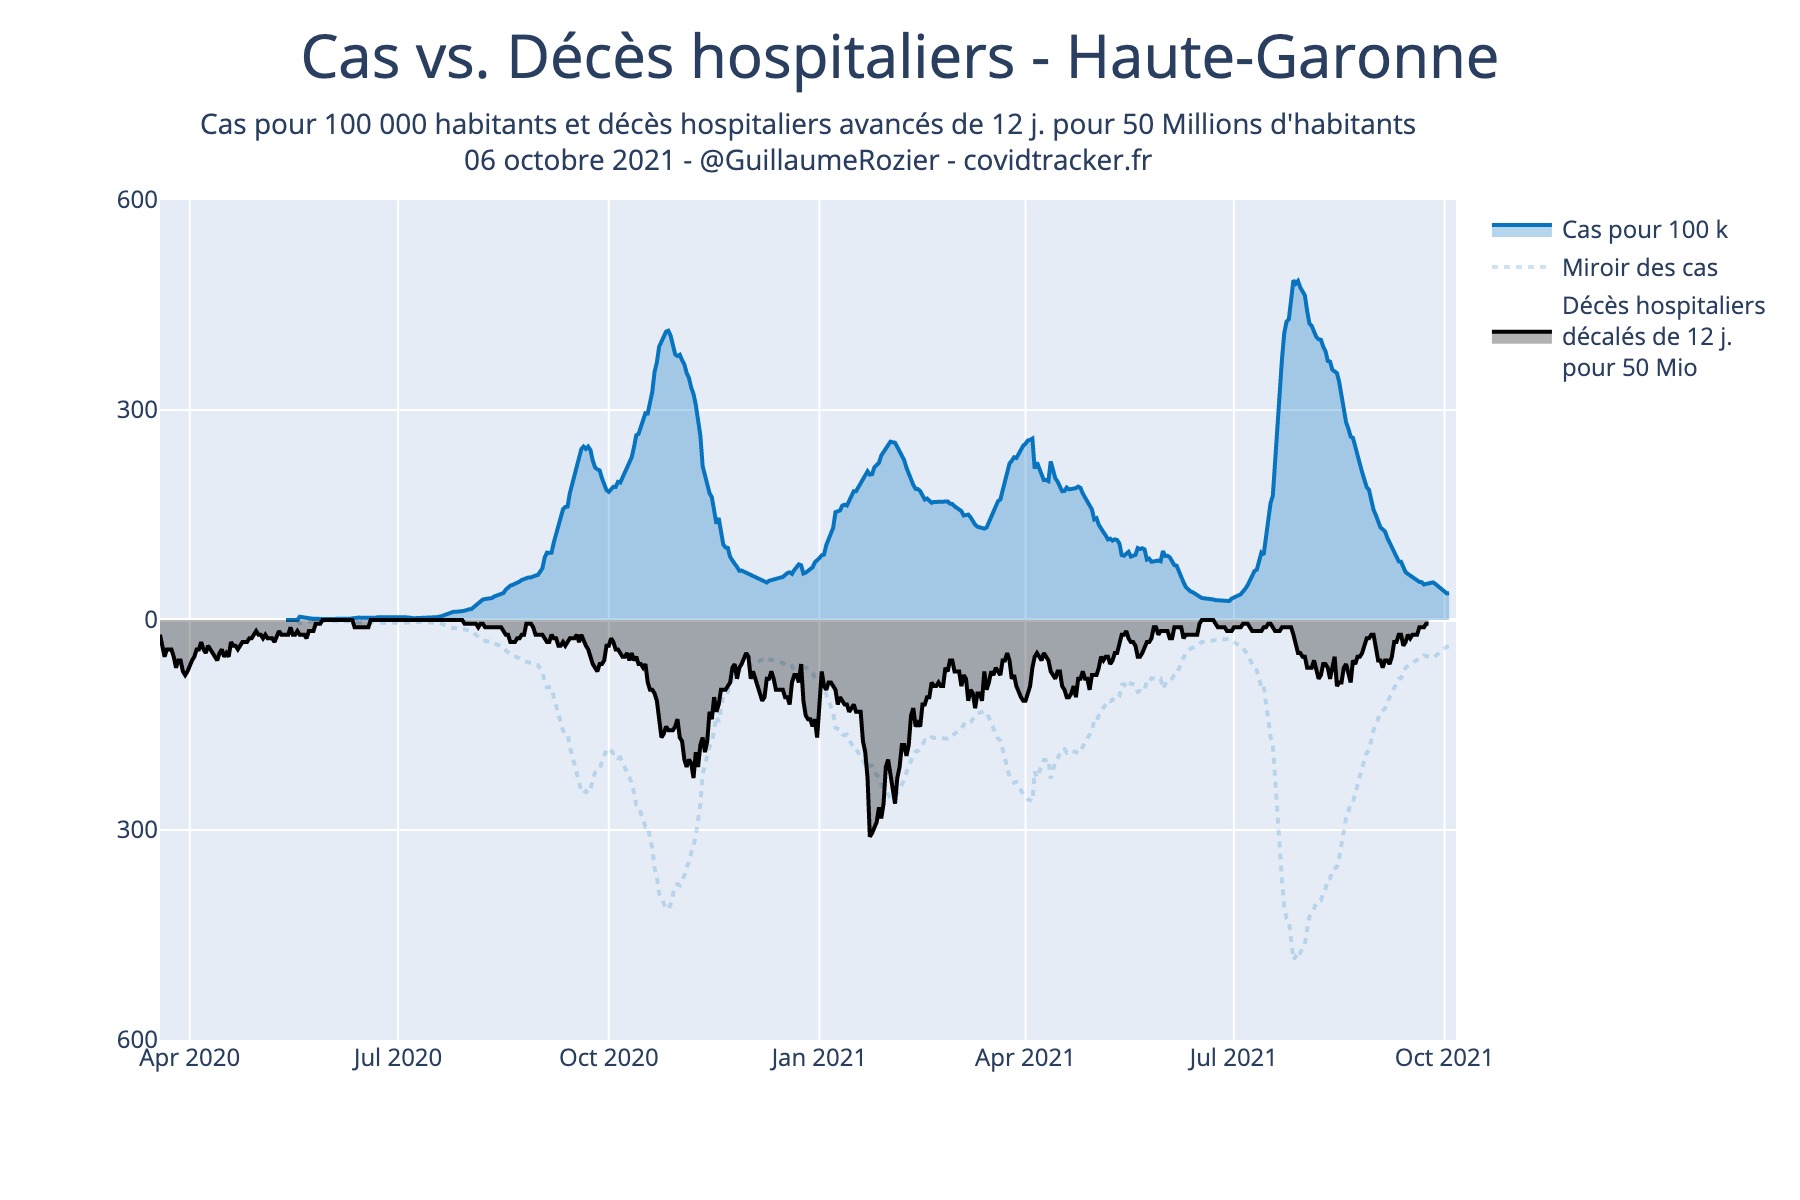 Cas vs. Décès hospitaliers - Haute-Garonne
Cas pour 100 000 habitants et décès hospitaliers avancés de 12 j. pour 50 Millions d'habitants
06 octobre 2021 - @GuillaumeRozier - covidtracker.fr
600
300
0
300
600
Apr 2020
Jul 2020
Oct 2020
Jan 2021
Apr 2021
Jul 2021
Oct 2021
Cas pour 100 k
Miroir des cas
Décès hospitaliers
décalés de 12 j.
pour 50 Mio